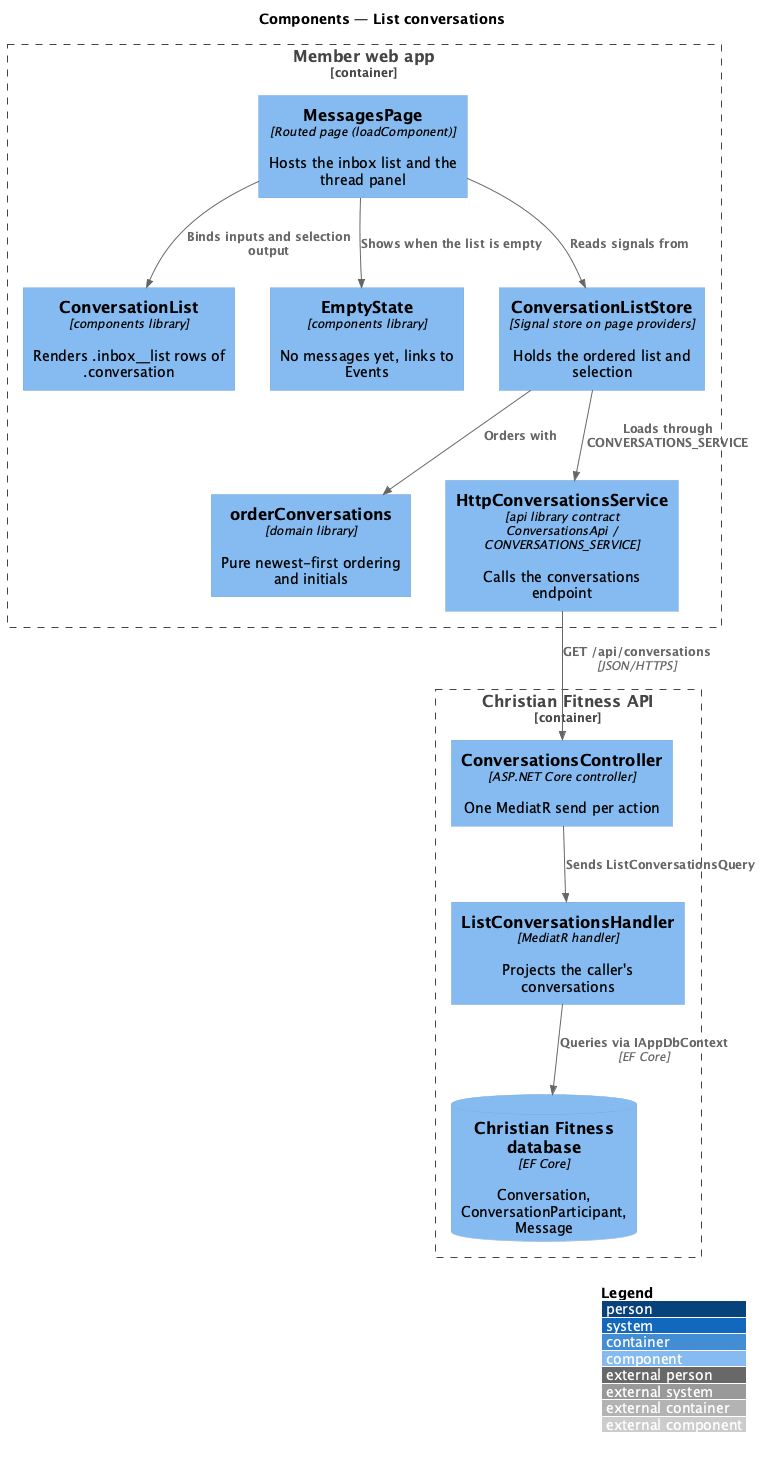 Components — List conversations
Member web app
[container]
MessagesPage
[Routed page (loadComponent)]
Hosts the inbox list and the
thread panel
Binds inputs and selection
output
Shows when the list is empty
Reads signals from
ConversationList
[components library]
Renders .inbox__list rows of
.conversation
EmptyState
[components library]
No messages yet, links to
Events
ConversationListStore
[Signal store on page providers]
Holds the ordered list and
selection
Orders with
Loads through
CONVERSATIONS_SERVICE
orderConversations
[domain library]
Pure newest-first ordering
and initials
HttpConversationsService
[api library contract
ConversationsApi /
CONVERSATIONS_SERVICE]
Calls the conversations
endpoint
GET /api/conversations
[JSON/HTTPS]
Christian Fitness API
[container]
ConversationsController
[ASP.NET Core controller]
One MediatR send per action
Sends ListConversationsQuery
ListConversationsHandler
[MediatR handler]
Projects the caller's
conversations
Queries via IAppDbContext
[EF Core]
Christian Fitness
database
[EF Core]
Conversation,
ConversationParticipant,
Message
Legend
person
system
container
component
external person
external system
external container
external component